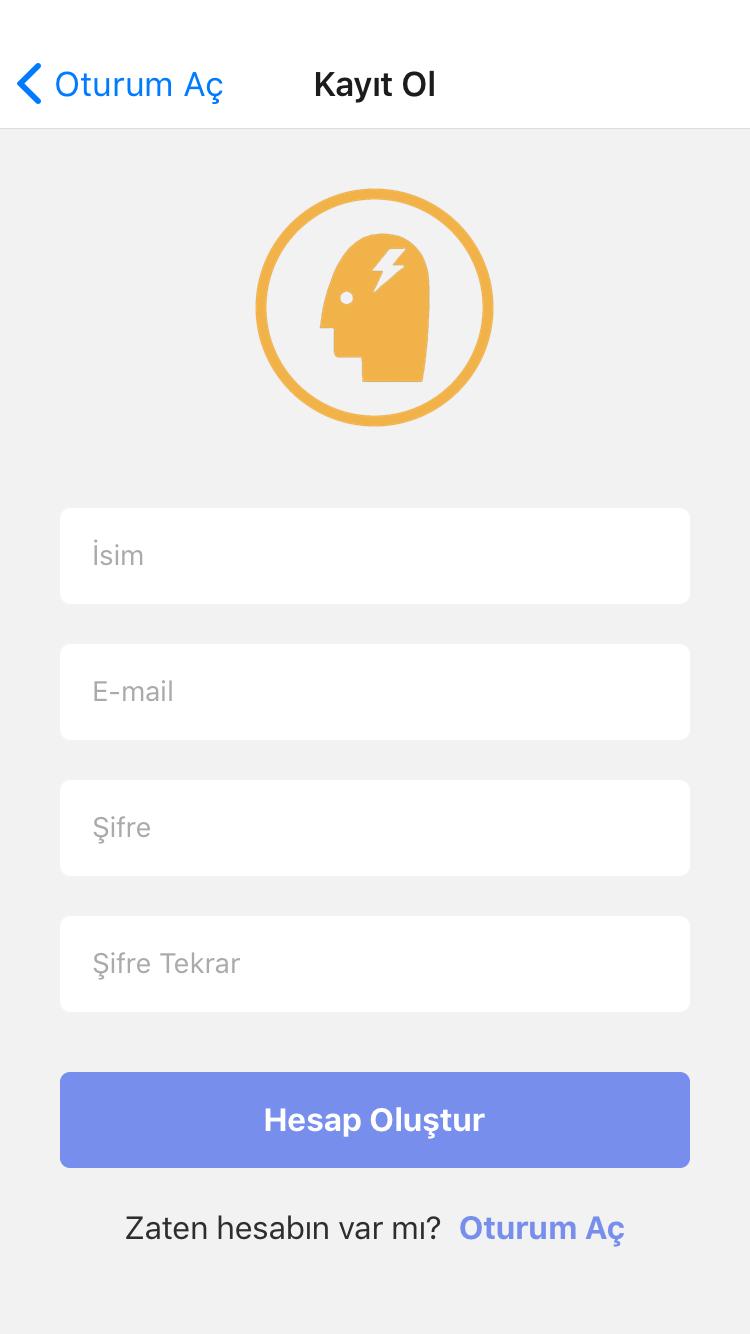 Oturum Aç
Kayıt Ol
İsim
E-mail
Şifre
Şifre Tekrar
Hesap Oluştur
Zaten hesabın var mı? Oturum Aç